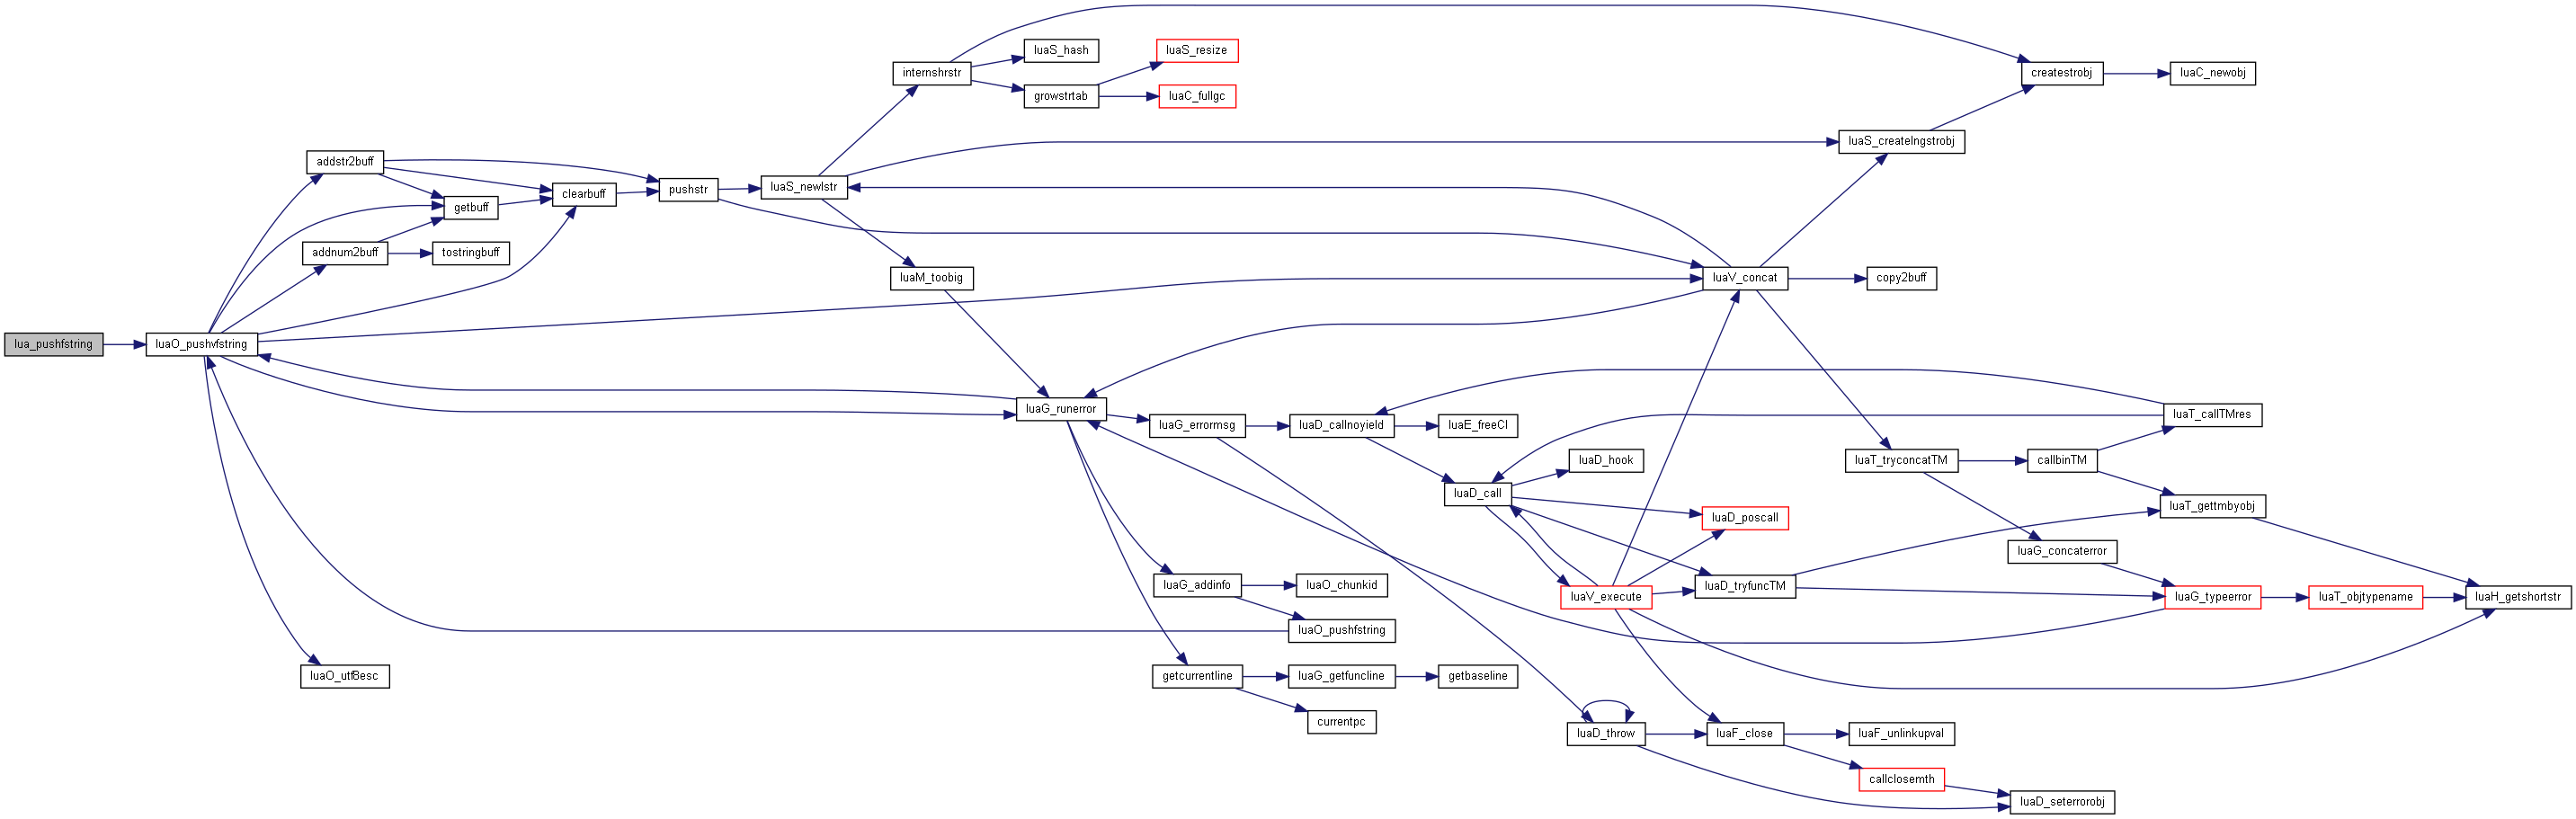 lua_pushfstring
luaO_pushvfstring
addstr2buff
getbuff
addnum2buff
tostringbuff
clearbuff
pushstr
luaS_newlstr
internshrstr
luaS_hash
growstrtab
luaS_resize
luaC_fullgc
createstrobj
luaC_newobj
luaS_createlngstrobj
luaM_toobig
luaV_concat
copy2buff
luaG_runerror
luaG_errormsg
luaD_callnoyield
luaE_freeCI
luaT_callTMres
luaD_hook
luaD_call
luaD_poscall
luaT_tryconcatTM
callbinTM
luaT_gettmbyobj
luaG_concaterror
luaG_addinfo
luaO_chunkid
luaV_execute
luaD_tryfuncTM
luaG_typeerror
luaT_objtypename
luaH_getshortstr
luaO_pushfstring
luaO_utf8esc
getcurrentline
luaG_getfuncline
getbaseline
currentpc
luaD_throw
luaF_close
luaF_unlinkupval
callclosemth
luaD_seterrorobj